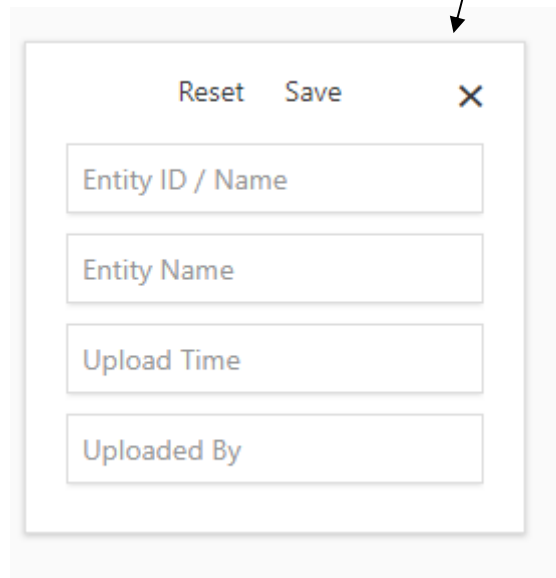 Reset Save ×
Entity ID / Name
Entity Name
Upload Time
Uploaded By